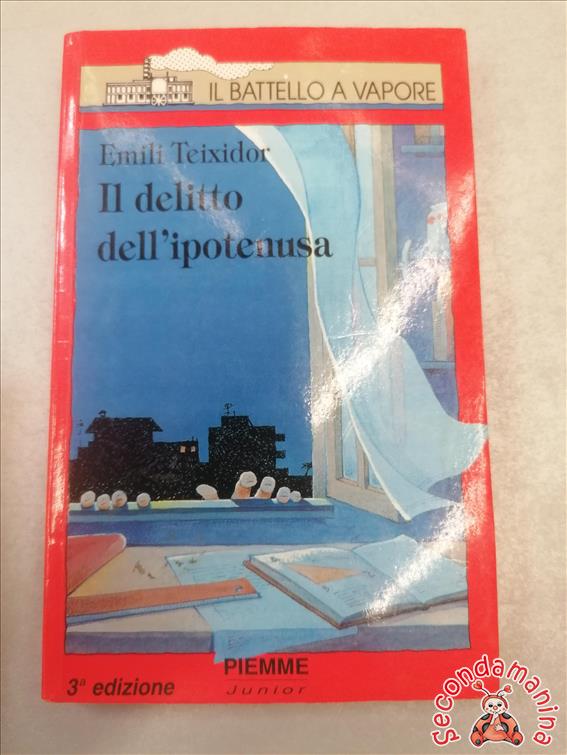 IL BATTELLO A VAPORE
Emili Teixidor
Il delitto
dell'ipotenusa
PIEMME
Junior
3ª edizione
Secondamanina